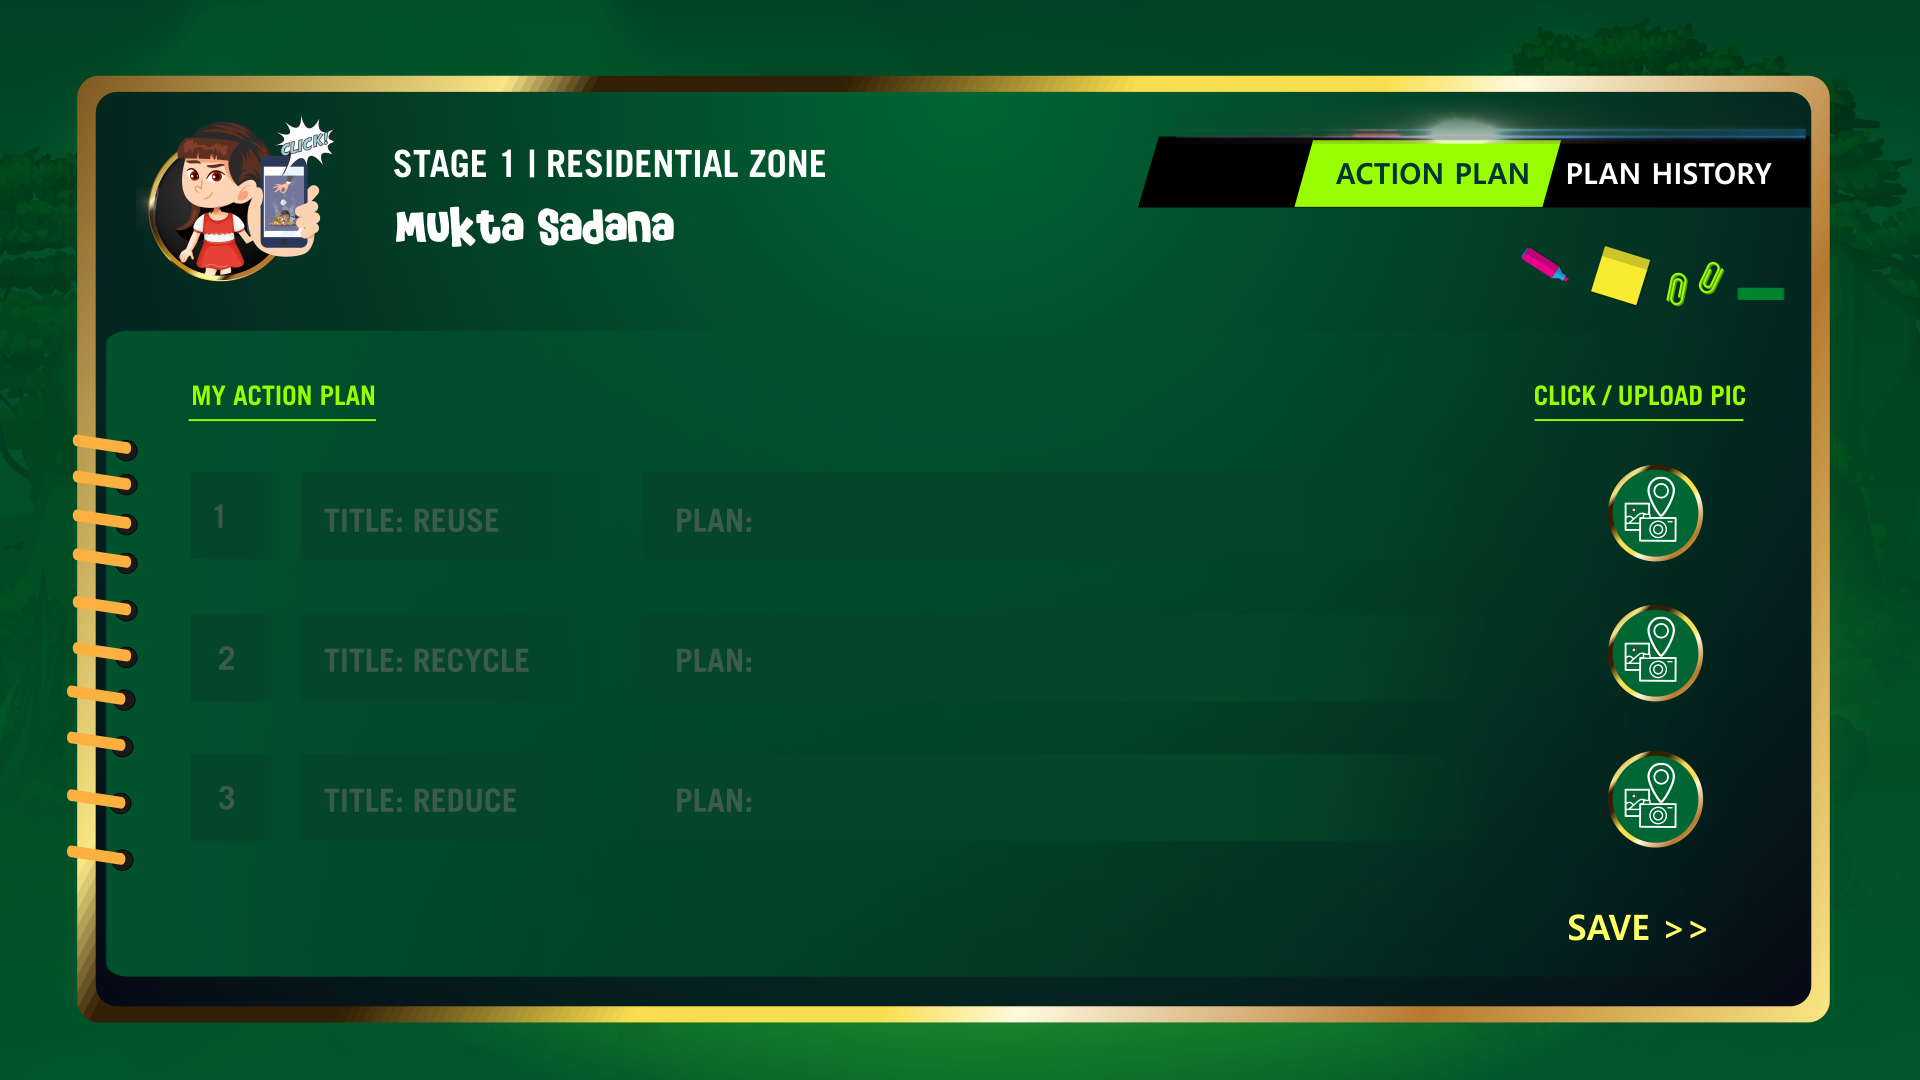 CLICK!
STAGE 1 | RESIDENTIAL ZONE
Mukta Sadana
ACTION PLAN
PLAN HISTORY
MY ACTION PLAN
CLICK / UPLOAD PIC
1
TITLE: REUSE
PLAN:
2
TITLE: RECYCLE
PLAN:
3
TITLE: REDUCE
PLAN:
SAVE >>